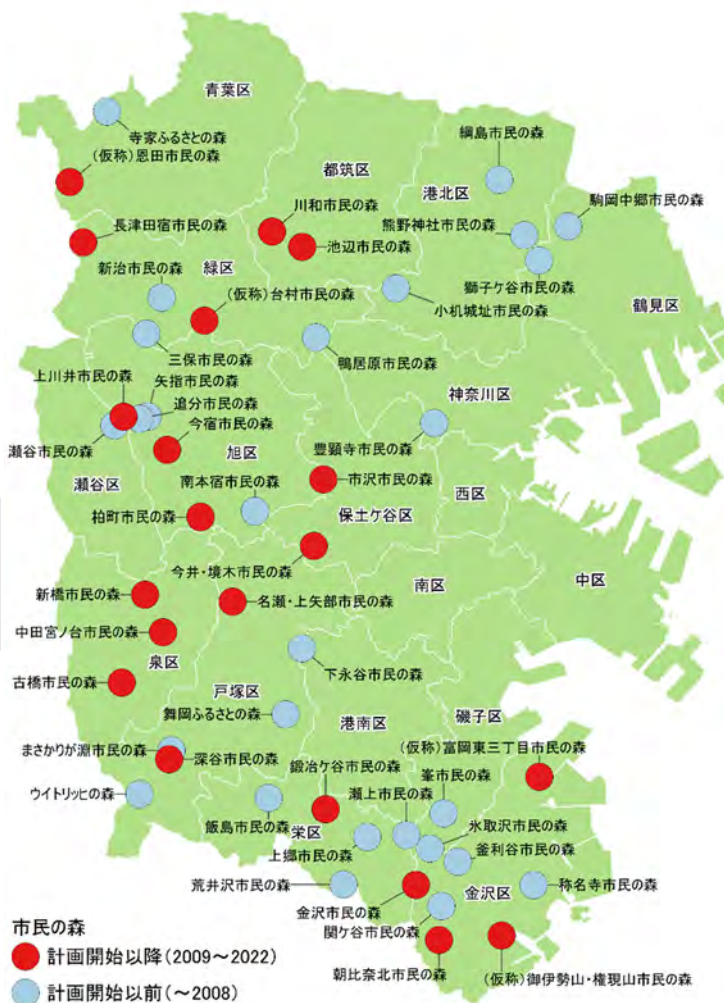 青葉区
寺家ふるさとの森
(仮称)恩田市民の森
綱島市民の森
都筑区
港北区
駒岡中郷市民の森
川和市民の森
熊野神社市民の森
長津田宿市民の森
池辺市民の森
新治市民の森
緑区
獅子ケ谷市民の森
(仮称)台村市民の森
小机城址市民の森
鶴見区
三保市民の森
鴨居原市民の森
上川井市民の森
矢指市民の森
追分市民の森
神奈川区
今宿市民の森
豊顕寺市民の森
瀬谷市民の森
旭区
瀬谷区
南本宿市民の森
市沢市民の森
西区
柏町市民の森
保土ケ谷区
今井・境木市民の森
南区
中区
新橋市民の森
名瀬・上矢部市民の森
中田宮ノ台市民の森
泉区
下永谷市民の森
古橋市民の森
戸塚区
舞岡ふるさとの森
港南区
磯子区
まさかりが淵市民の森
深谷市民の森
(仮称)富岡東三丁目市民の森
鍛冶ケ谷市民の森
瀬上市民の森
峯市民の森
ウイトリッヒの森
飯島市民の森
栄区
氷取沢市民の森
上郷市民の森
釜利谷市民の森
荒井沢市民の森
金沢区
称名寺市民の森
金沢市民の森
関ケ谷市民の森
朝比奈北市民の森
(仮称)御伊勢山・権現山市民の森
市民の森
計画開始以降(2009～2022)
計画開始以前(～2008)